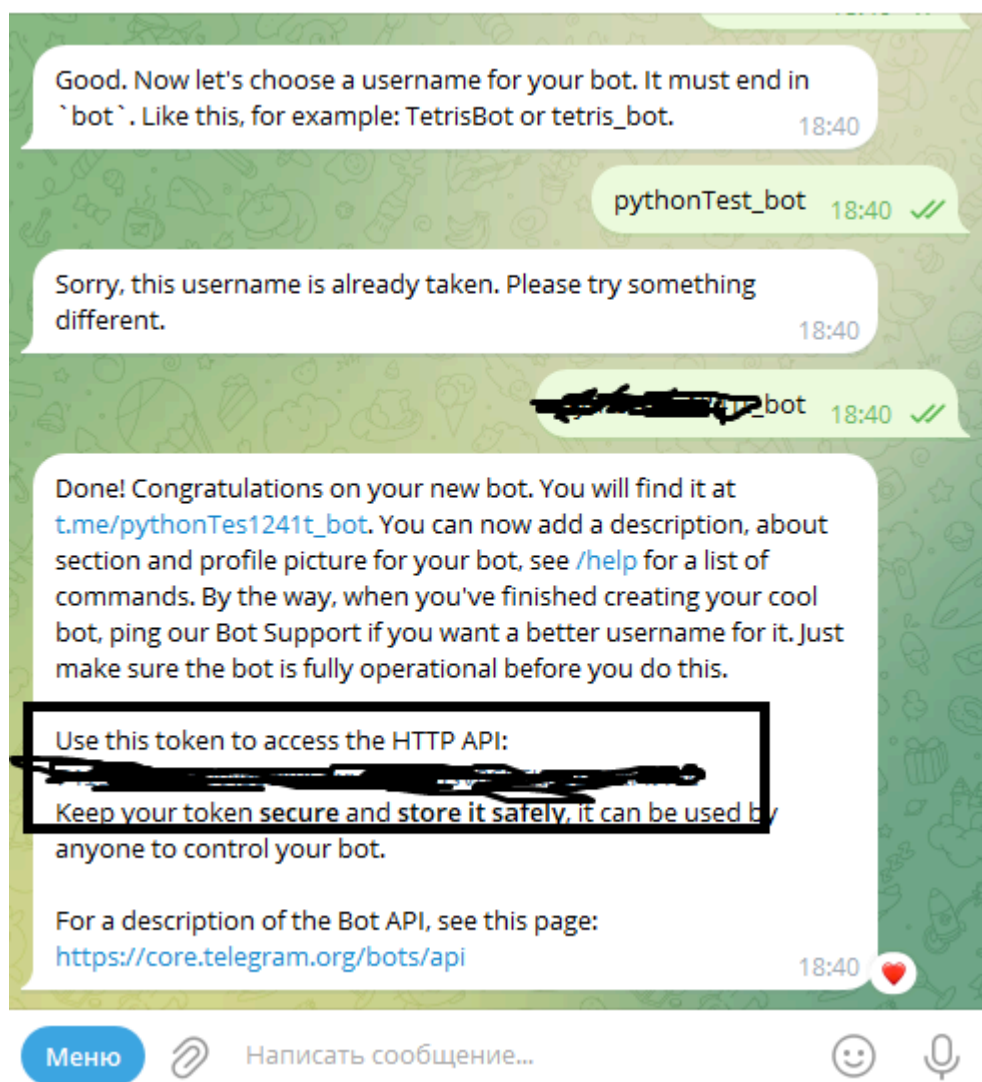 Good. Now let's choose a username for your bot. It must end in
`bot`. Like this, for example: TetrisBot or tetris_bot.
18:40
pythonTest_bot 18:40
Sorry, this username is already taken. Please try something
different.
18:40
_bot 18:40
Done! Congratulations on your new bot. You will find it at
t.me/pythonTes1241t_bot. You can now add a description, about
section and profile picture for your bot, see /help for a list of
commands. By the way, when you've finished creating your cool
bot, ping our Bot Support if you want a better username for it. Just
make sure the bot is fully operational before you do this.
Use this token to access the HTTP API:
Keep your token secure and store it safely, it can be used by
anyone to control your bot.
For a description of the Bot API, see this page:
https://core.telegram.org/bots/api
18:40
Меню Написать сообщение...